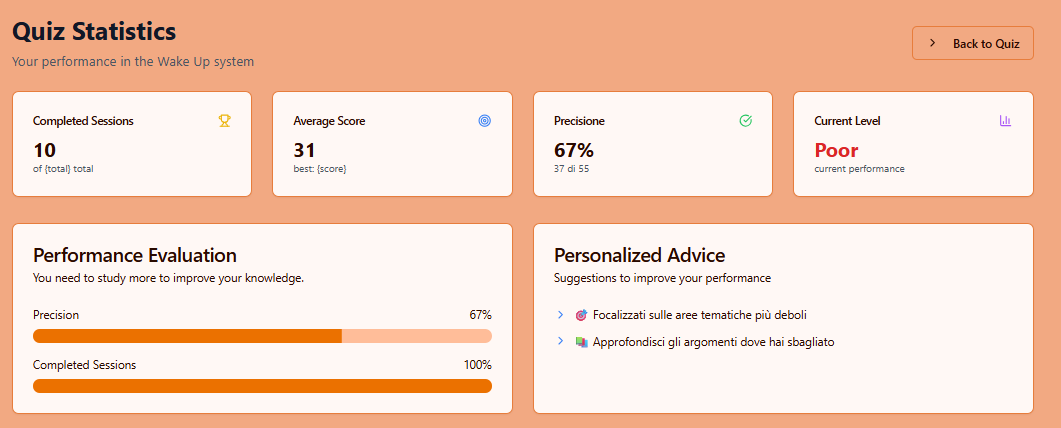 Quiz Statistics
Your performance in the Wake Up system
Back to Quiz
Completed Sessions
10
of {total} total
Average Score
31
best: {score}
Precisione
67%
37 di 55
Current Level
Poor
current performance
Performance Evaluation
You need to study more to improve your knowledge.
Precision 67%
Completed Sessions 100%
Personalized Advice
Suggestions to improve your performance
🎯 Focalizzati sulle aree tematiche più deboli
📚 Approfondisci gli argomenti dove hai sbagliato